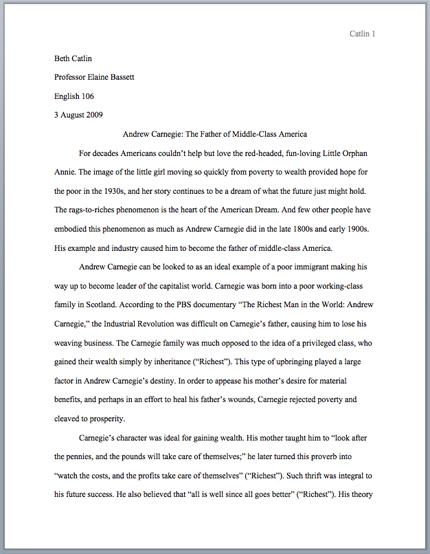 Catlin 1
Beth Catlin
Professor Elaine Bassett
English 106
3 August 2009
Andrew Carnegie: The Father of Middle-Class America
For decades Americans couldn't help but love the red-headed, fun-loving Little Orphan
Annie. The image of the little girl moving so quickly from poverty to wealth provided hope for
the poor in the 1930s, and her story continues to be a dream of what the future just might hold.
The rags-to-riches phenomenon is the heart of the American Dream. And few other people have
embodied this phenomenon as much as Andrew Carnegie did in the late 1800s and early 1900s.
His example and industry caused him to become the father of middle-class America.
Andrew Carnegie can be looked to as an ideal example of a poor immigrant making his
way up to become leader of the capitalist world. Carnegie was born into a poor working-class
family in Scotland. According to the PBS documentary “The Richest Man in the World: Andrew
Carnegie,” the Industrial Revolution was difficult on Carnegie's father, causing him to lose his
weaving business. The Carnegie family was much opposed to the idea of a privileged class, who
gained their wealth simply by inheritance (“Richest”). This type of upbringing played a large
factor in Andrew Carnegie's destiny. In order to appease his mother's desire for material
benefits, and perhaps in an effort to heal his father's wounds, Carnegie rejected poverty and
cleaved to prosperity.
Carnegie's character was ideal for gaining wealth. His mother taught him to “look after
the pennies, and the pounds will take care of themselves;” he later turned this proverb into
“watch the costs, and the profits take care of themselves” (“Richest”). Such thrift was integral to
his future success. He also believed that “all is well since all goes better” (“Richest”). His theory